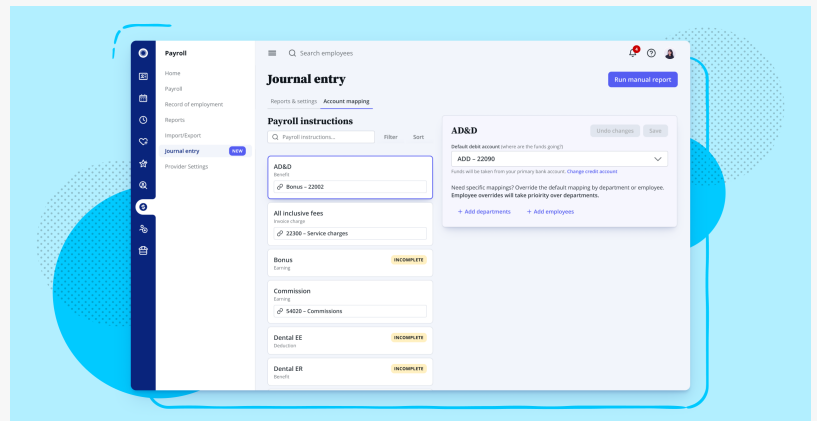 Payroll
Home
Payroll
Record of employment
Reports
Import/Export
Journal entry NEW
Provider Settings
Search employees
4
Journal entry
Run manual report
Reports & settings Account mapping
Payroll instructions
Payroll instructions...
Filter Sort
AD&D
Benefit
Bonus – 22002
All inclusive fees
Invoice charge
22300 – Service charges
Bonus INCOMPLETE
Earning
Commission
Earning
54020 – Commissions
Dental EE INCOMPLETE
Deduction
Dental ER INCOMPLETE
Benefit
AD&D
Undo changes Save
Default debit account (where are the funds going?)
ADD – 22090
Funds will be taken from your primary bank account. Change credit account
Need specific mappings? Override the default mapping by department or employee.
Employee overrides will take priority over departments.
+ Add departments + Add employees